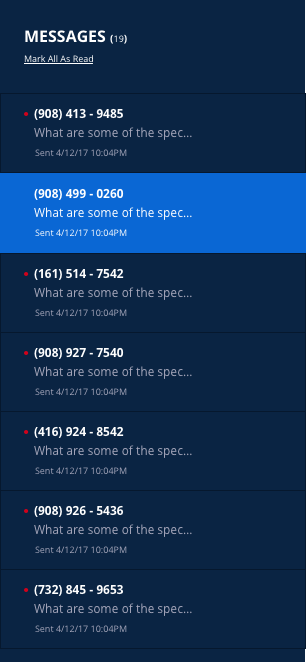 MESSAGES (19)
Mark All As Read
(908) 413 - 9485
What are some of the spec...
Sent 4/12/17 10:04PM
(908) 499 - 0260
What are some of the spec...
Sent 4/12/17 10:04PM
(161) 514 - 7542
What are some of the spec...
Sent 4/12/17 10:04PM
(908) 927 - 7540
What are some of the spec...
Sent 4/12/17 10:04PM
(416) 924 - 8542
What are some of the spec...
Sent 4/12/17 10:04PM
(908) 926 - 5436
What are some of the spec...
Sent 4/12/17 10:04PM
(732) 845 - 9653
What are some of the spec...
Sent 4/12/17 10:04PM